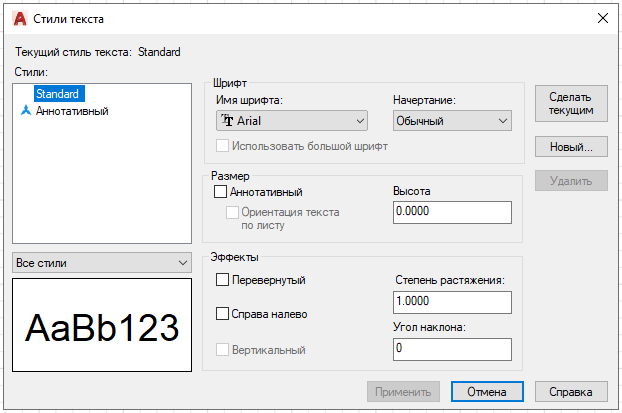 Стили текста
Текущий стиль текста: Standard
Стили:
Standard
Аннотативный
Все стили
AaBb123
Шрифт
Имя шрифта:
Начертание:
Arial
Обычный
Использовать большой шрифт
Размер
Аннотативный
Ориентация текста
по листу
Высота
0.0000
Эффекты
Перевернутый
Справа налево
Вертикальный
Степень растяжения:
1.0000
Угол наклона:
0
Сделать
текущим
Новый...
Удалить
Применить
Отмена
Справка